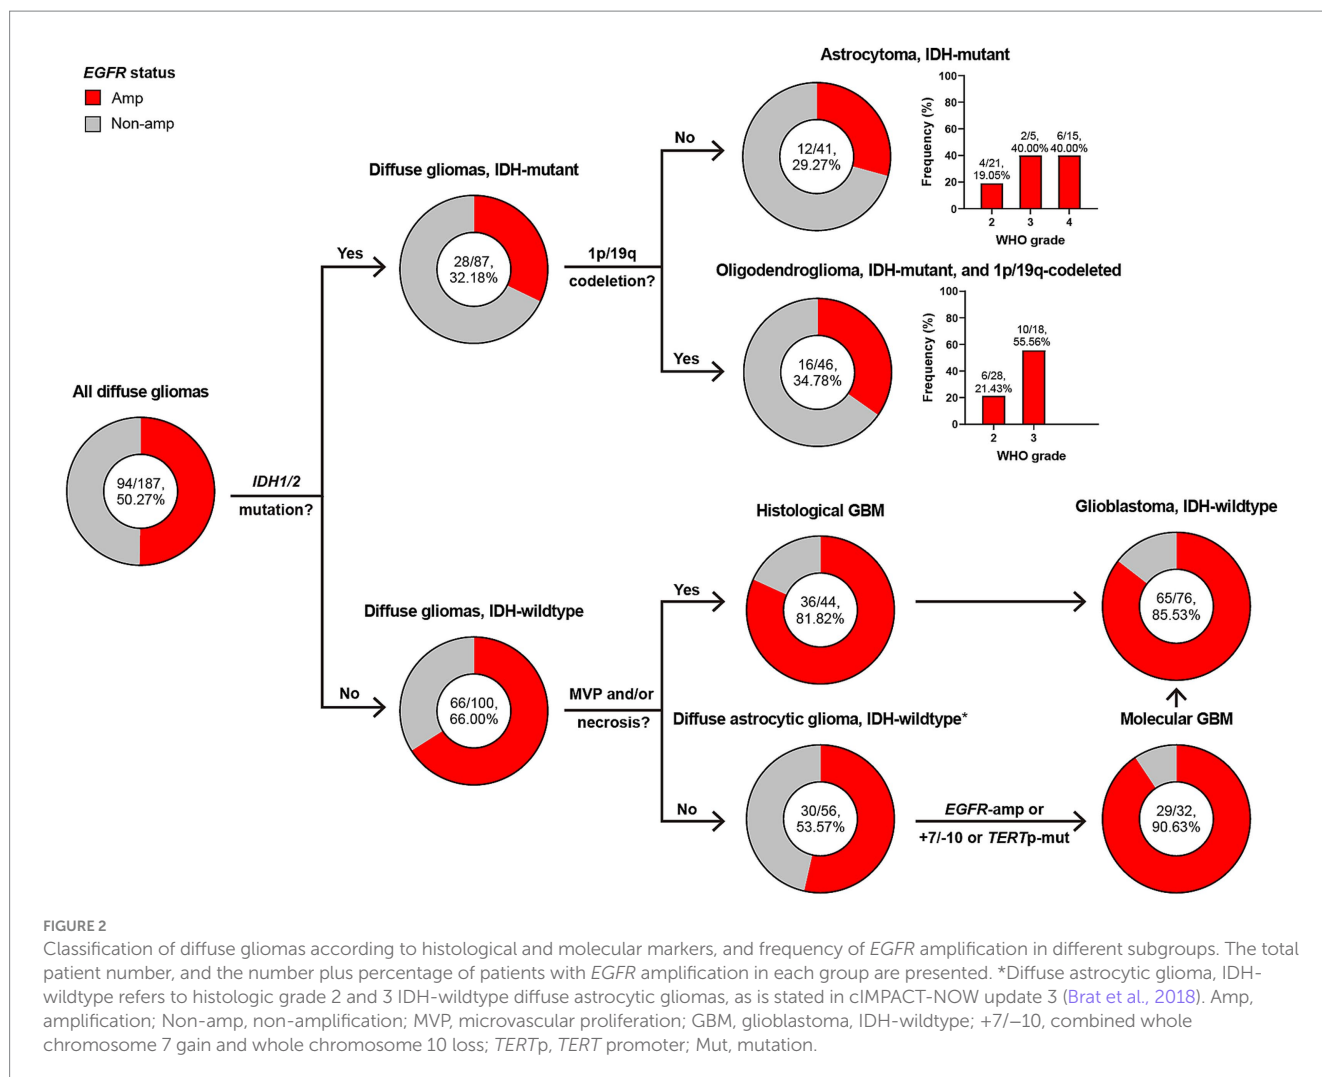 EGFR status
Amp
Non-amp
All diffuse gliomas
94/187,
50.27%
IDH1/2
mutation?
Yes
No
Diffuse gliomas, IDH-mutant
28/87,
32.18%
1p/19q
codeletion?
No
Yes
Astrocytoma, IDH-mutant
12/41,
29.27%
Frequency (%)
100
80
60
40
20
0
4/21,
19.05%
2/5,
40.00%
6/15,
40.00%
2 3 4
WHO grade
Oligodendroglioma, IDH-mutant, and 1p/19q-codeleted
16/46,
34.78%
Frequency (%)
100
80
60
40
20
0
6/28,
21.43%
10/18,
55.56%
2 3
WHO grade
Diffuse gliomas, IDH-wildtype
66/100,
66.00%
MVP and/or
necrosis?
Yes
No
Histological GBM
36/44,
81.82%
Glioblastoma, IDH-wildtype
65/76,
85.53%
Diffuse astrocytic glioma, IDH-wildtype*
30/56,
53.57%
EGFR-amp or
+7/-10 or TERTp-mut
Molecular GBM
29/32,
90.63%
FIGURE 2
Classification of diffuse gliomas according to histological and molecular markers, and frequency of EGFR amplification in different subgroups. The total
patient number, and the number plus percentage of patients with EGFR amplification in each group are presented. *Diffuse astrocytic glioma, IDH-
wildtype refers to histologic grade 2 and 3 IDH-wildtype diffuse astrocytic gliomas, as is stated in cIMPACT-NOW update 3 (Brat et al., 2018). Amp,
amplification; Non-amp, non-amplification; MVP, microvascular proliferation; GBM, glioblastoma, IDH-wildtype; +7/−10, combined whole
chromosome 7 gain and whole chromosome 10 loss; TERTp, TERT promoter; Mut, mutation.